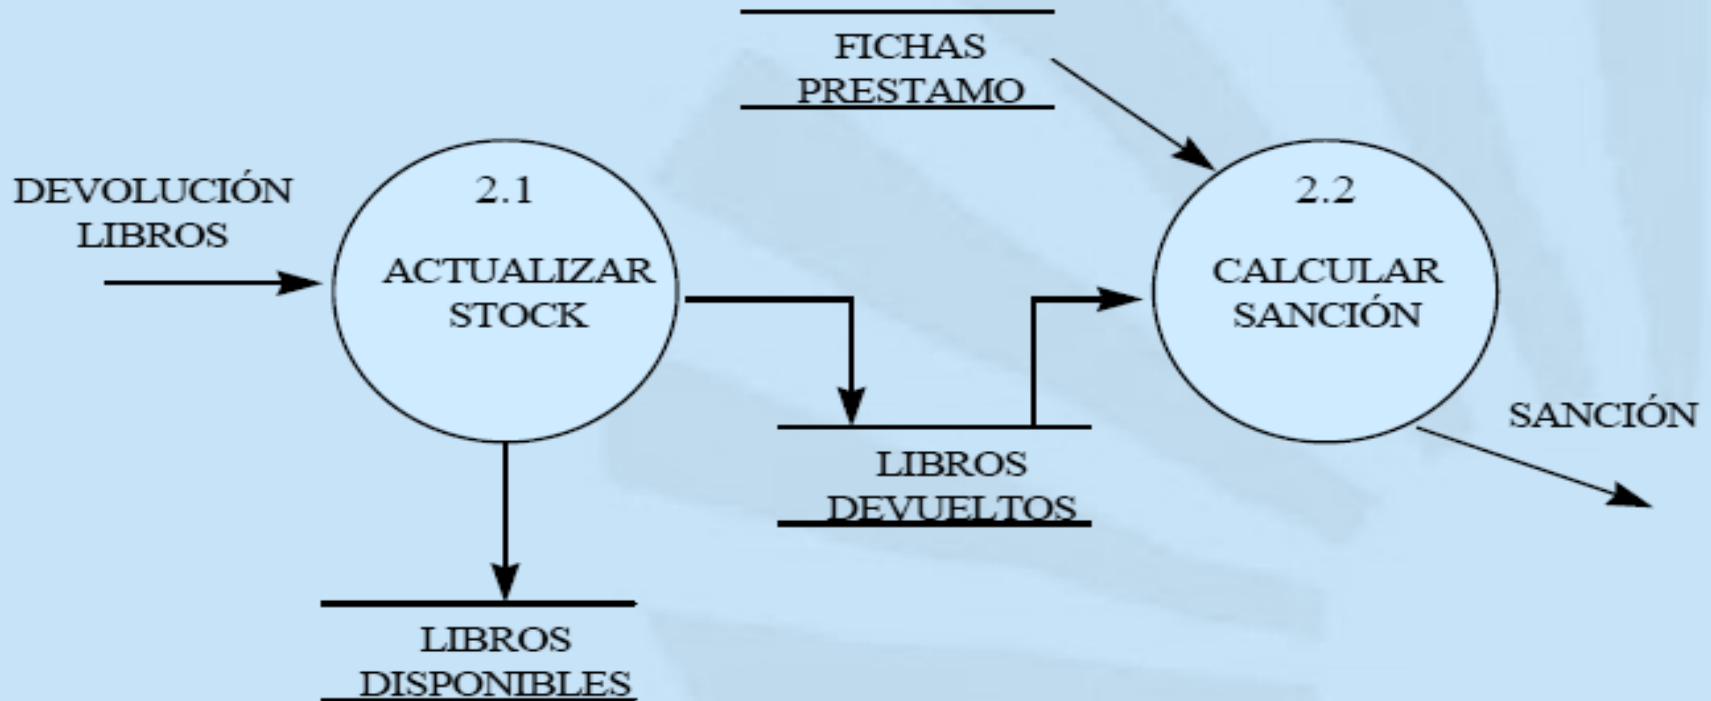 FICHAS
PRESTAMO
DEVOLUCIÓN
LIBROS
2.1
ACTUALIZAR
STOCK
2.2
CALCULAR
SANCIÓN
SANCIÓN
LIBROS
DEVUELTOS
LIBROS
DISPONIBLES